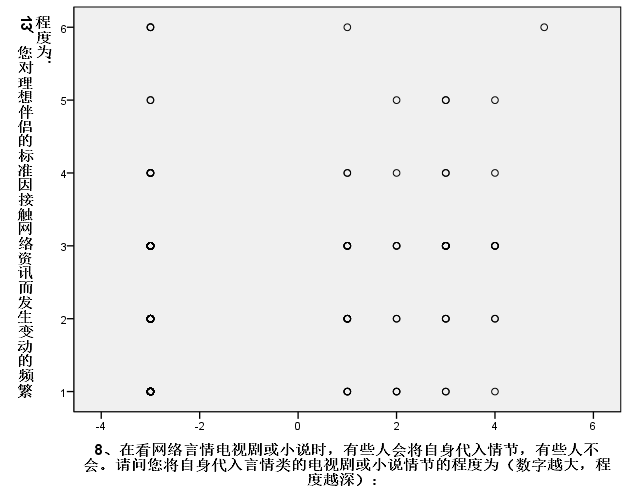 13、您对理想伴侣的标准因接触网络资讯而发生变动的频繁
程度为：
6
5
4
3
2
1
-4
-2
0
2
4
6
8、在看网络言情电视剧或小说时，有些人会将自身代入情节，有些人不
会。请问您将自身代入言情类的电视剧或小说情节的程度为（数字越大，程
度越深）：